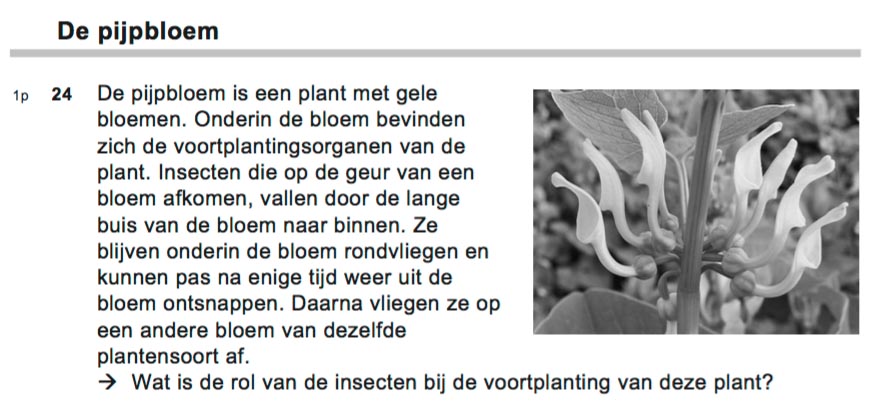 De pijpbloem
1p 24 De pijpbloem is een plant met gele
bloemen. Onderin de bloem bevinden
zich de voortplantingsorganen van de
plant. Insecten die op de geur van een
bloem afkomen, vallen door de lange
buis van de bloem naar binnen. Ze
blijven onderin de bloem rondvliegen en
kunnen pas na enige tijd weer uit de
bloem ontsnappen. Daarna vliegen ze op
een andere bloem van dezelfde
plantensoort af.
→ Wat is de rol van de insecten bij de voortplanting van deze plant?